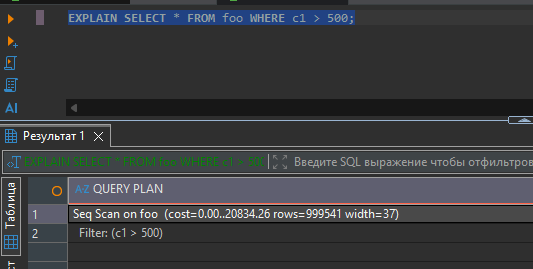 EXPLAIN SELECT * FROM foo WHERE c1 > 500;
AI
Результат 1
EXPLAIN SELECT * FROM foo WHERE c1 > 500
Введите SQL выражение чтобы отфильтров
Таблица
A-Z QUERY PLAN
1 Seq Scan on foo (cost=0.00..20834.26 rows=999541 width=37)
2 Filter: (c1 > 500)